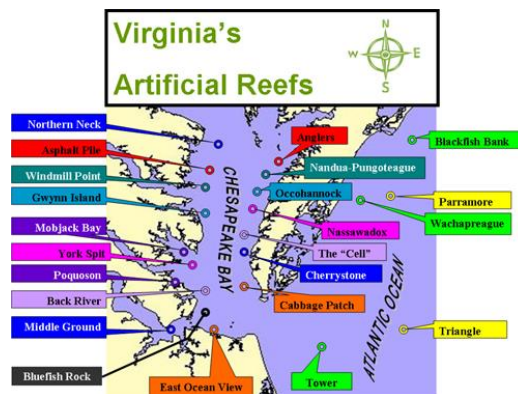 Virginia's
Artificial Reefs
N
W E
S
Northern Neck
Asphalt Pile
Windmill Point
Gwynn Island
Mobjack Bay
York Spit
Poquoson
Back River
Middle Ground
Bluefish Rock
East Ocean View
CHESAPEAKE BAY
Anglers
Nandua-Pungoteague
Occohannock
Nassawadox
The "Cell"
Cherrystone
Cabbage Patch
Tower
ATLANTIC OCEAN
Blackfish Bank
Parramore
Wachapreague
Triangle